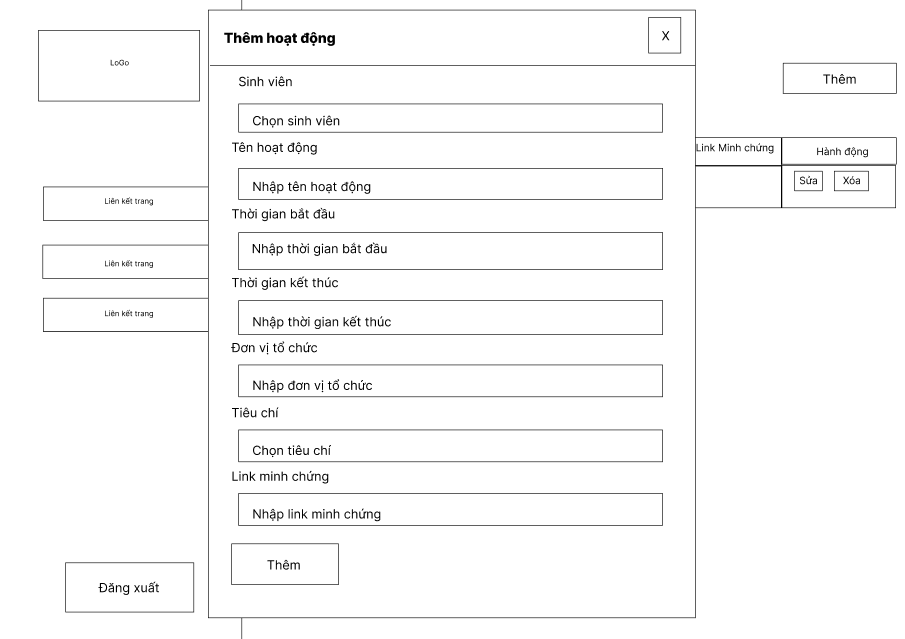 LoGo
Liên kết trang
Liên kết trang
Liên kết trang
Đăng xuất
Thêm hoạt động
X
Sinh viên
Chọn sinh viên
Tên hoạt động
Nhập tên hoạt động
Thời gian bắt đầu
Nhập thời gian bắt đầu
Thời gian kết thúc
Nhập thời gian kết thúc
Đơn vị tổ chức
Nhập đơn vị tổ chức
Tiêu chí
Chọn tiêu chí
Link minh chứng
Nhập link minh chứng
Thêm
Thêm
Link Minh chứng
Hành động
Sửa
Xóa